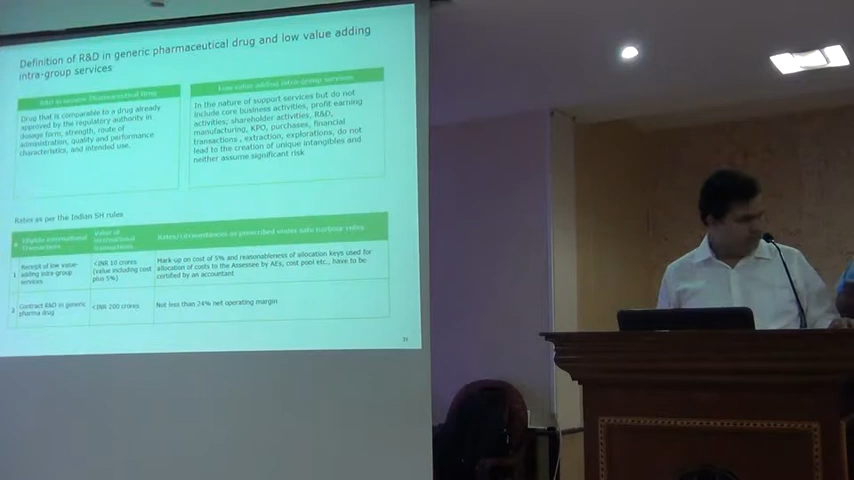 Definition of R&D in generic pharmaceutical drug and low value adding
intra-group services
R&D in Generic Pharmaceutical Drug
Drug that is comparable to a drug already
approved by the regulatory authority in
dosage form, strength, route of
administration, quality and performance
characteristics, and intended use.
Low value adding intra-group services
In the nature of support services but do not
include core business activities, profit earning
activities; shareholder activities, R&D,
manufacturing, KPO, purchases, financial
transactions , extraction, explorations, do not
lead to the creation of unique intangibles and
neither assume significant risk
Rates as per the Indian SH rules
# Eligible International Transactions
Value of International transactions
Rates/circumstances as prescribed under safe harbour rules
1 Receipt of low value-
adding intra-group
services
<INR 10 crores
(value including cost
plus 5%)
Mark-up on cost of 5% and reasonableness of allocation keys used for
allocation of costs to the Assessee by AEs, cost pool etc., have to be
certified by an accountant
2 Contract R&D in generic
pharma drug
<INR 200 crores
Not less than 24% net operating margin